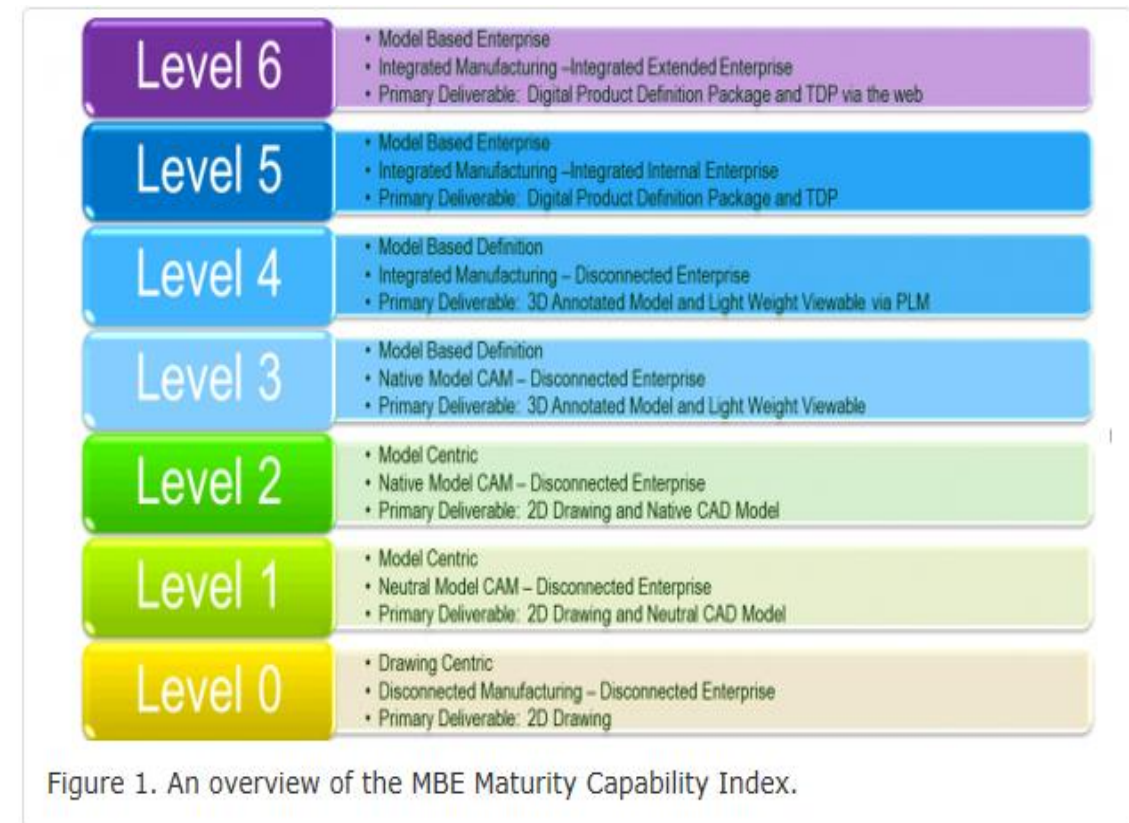 Level 6
• Model Based Enterprise
• Integrated Manufacturing –Integrated Extended Enterprise
• Primary Deliverable: Digital Product Definition Package and TDP via the web
Level 5
• Model Based Enterprise
• Integrated Manufacturing –Integrated Internal Enterprise
• Primary Deliverable: Digital Product Definition Package and TDP
Level 4
• Model Based Definition
• Integrated Manufacturing – Disconnected Enterprise
• Primary Deliverable: 3D Annotated Model and Light Weight Viewable via PLM
Level 3
• Model Based Definition
• Native Model CAM – Disconnected Enterprise
• Primary Deliverable: 3D Annotated Model and Light Weight Viewable
Level 2
• Model Centric
• Native Model CAM – Disconnected Enterprise
• Primary Deliverable: 2D Drawing and Native CAD Model
Level 1
• Model Centric
• Neutral Model CAM – Disconnected Enterprise
• Primary Deliverable: 2D Drawing and Neutral CAD Model
Level 0
• Drawing Centric
• Disconnected Manufacturing – Disconnected Enterprise
• Primary Deliverable: 2D Drawing
Figure 1. An overview of the MBE Maturity Capability Index.